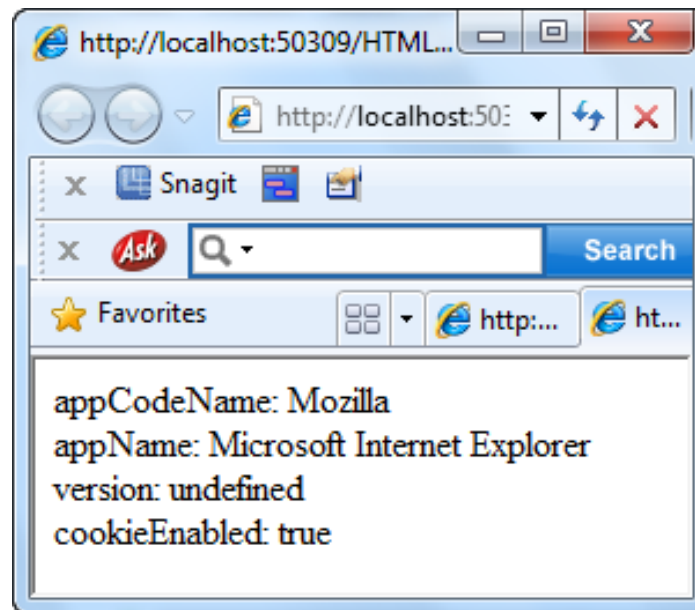 http://localhost:50309/HTML...
http://localhost:503
Snagit
Ask
Search
Favorites
http:...
ht...
appCodeName: Mozilla
appName: Microsoft Internet Explorer
version: undefined
cookieEnabled: true